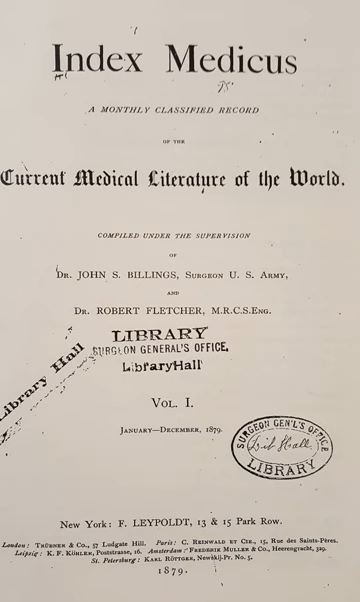 Index Medicus
A MONTHLY CLASSIFIED RECORD
OF THE
Current Medical Literature of the World.
COMPILED UNDER THE SUPERVISION
OF
DR. JOHN S. BILLINGS, SURGEON U. S. ARMY,
AND
DR. ROBERT FLETCHER, M.R.C.S.ENG.
LIBRARY
SURGEON GENERAL'S OFFICE.
Library Hall
Library Hall
VOL. I.
JANUARY—DECEMBER, 1879.
SURGEON GEN'L'S OFFICE
Hall
LIBRARY
New York: F. LEYPOLDT, 13 & 15 PARK ROW.
London: TRÜBNER & CO., 57 Ludgate Hill. Paris: C. REINWALD ET CIE., 15, Rue des Saints-Pères.
Leipzig: K. F. KÖHLER, Poststrasse, 16. Amsterdam: FREDERIK MULLER & CO., Heerengracht, 329.
St. Petersburg: KARL RÖTTGER, Newskij-Pr. No. 5.
1879.